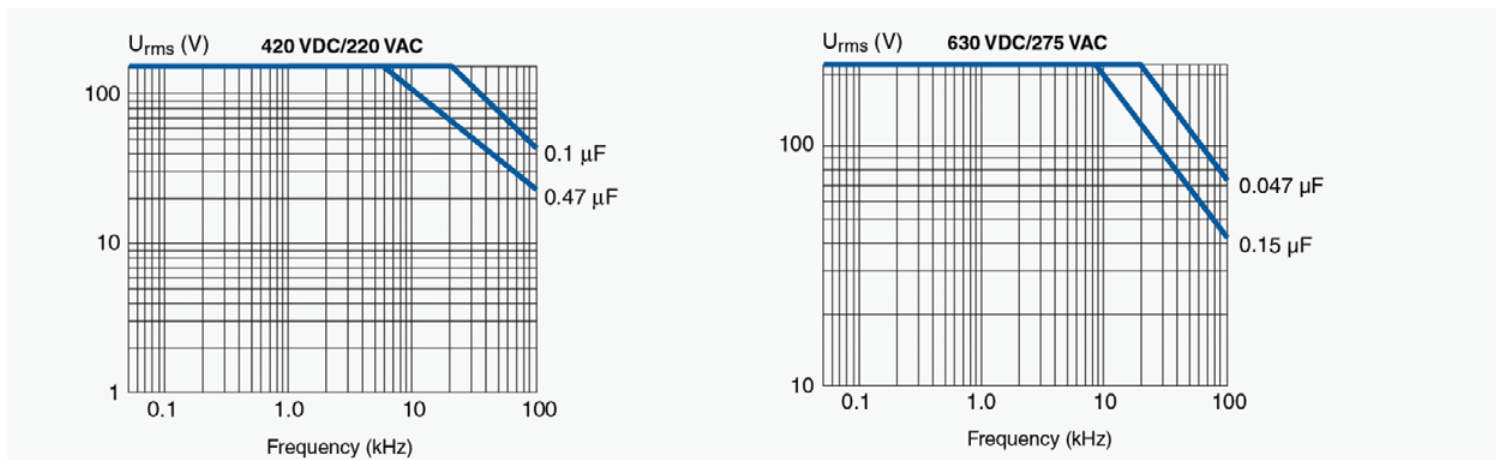 Urms (V) 420 VDC/220 VAC
100
10
1
0.1 µF
0.47 µF
0.1 1.0 10 100
Frequency (kHz)
Urms (V) 630 VDC/275 VAC
100
10
0.047 µF
0.15 µF
0.1 1.0 10 100
Frequency (kHz)